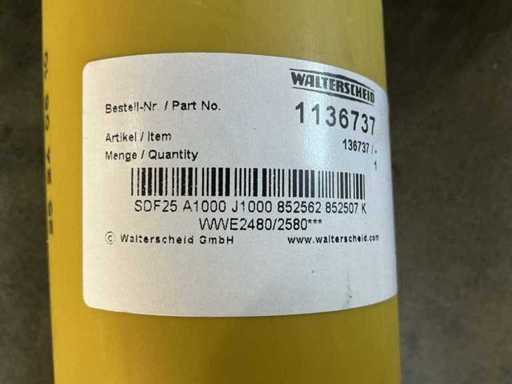 WALTERSCHEID
Bestell-Nr / Part No. 1136737
Artikel / Item 136737 / -
Menge / Quantity 1
SDF25 A1000 J1000 852562 852507 K
WWE2480/2580***
© Walterscheid GmbH www.walterscheid.com